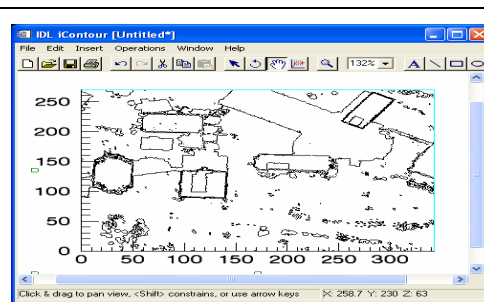 IDL iContour [Untitled*]
File Edit Insert Operations Window Help
132% A
250
200
150
100
50
0
0 50 100 150 200 250 300
Click & drag to pan view, <Shift> constrains, or use arrow keys X: 258.7 Y: 230 Z: 63